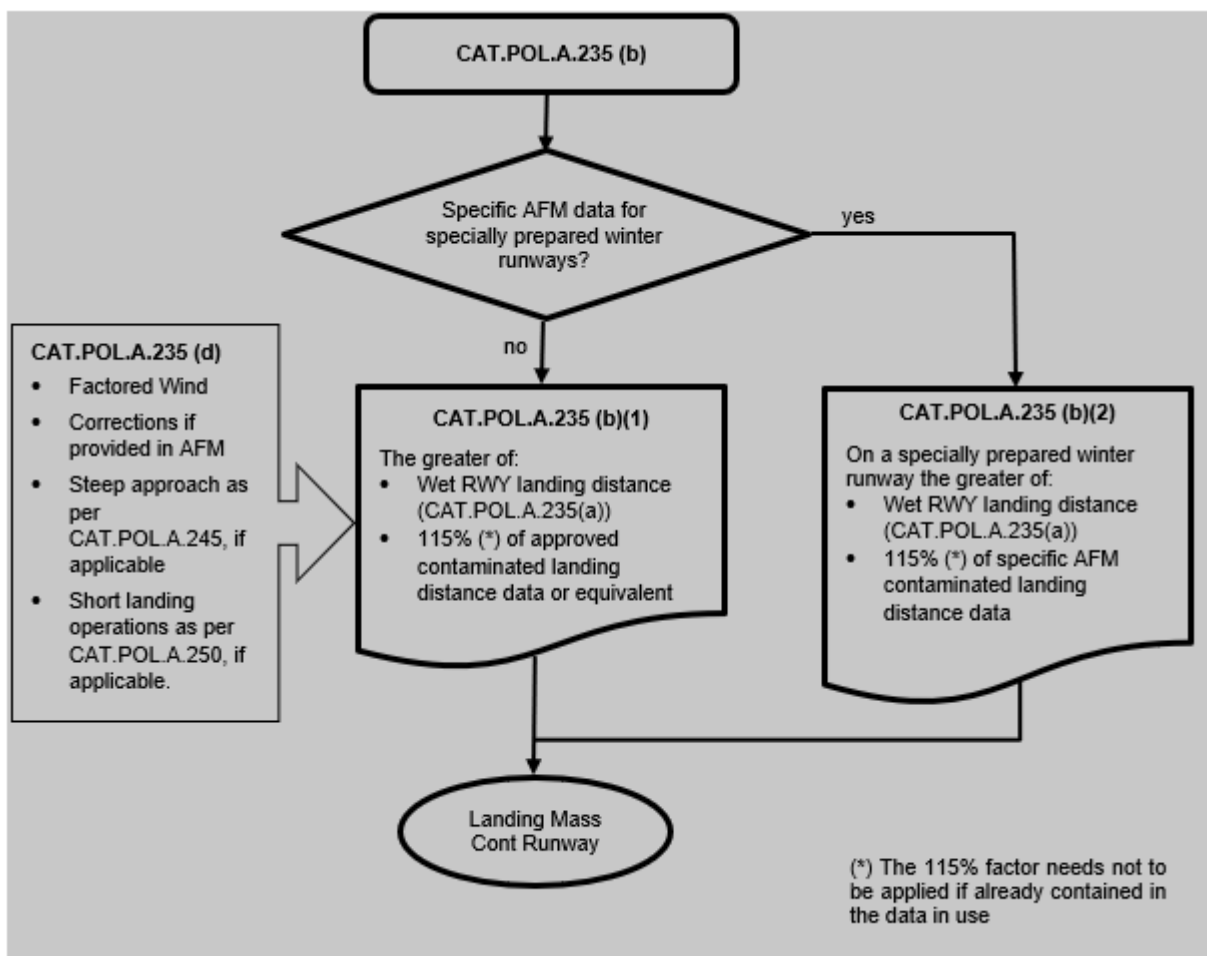 CAT.POL.A.235 (b)
Specific AFM data for
specially prepared winter
runways?
yes
no
CAT.POL.A.235 (d)
• Factored Wind
• Corrections if
provided in AFM
• Steep approach as
per
CAT.POL.A.245, if
applicable
• Short landing
operations as per
CAT.POL.A.250, if
applicable.
CAT.POL.A.235 (b)(1)
The greater of:
• Wet RWY landing distance
(CAT.POL.A.235(a))
• 115% (*) of approved
contaminated landing
distance data or equivalent
CAT.POL.A.235 (b)(2)
On a specially prepared winter
runway the greater of:
• Wet RWY landing distance
(CAT.POL.A.235(a))
• 115% (*) of specific AFM
contaminated landing
distance data
Landing Mass
Cont Runway
(*) The 115% factor needs not to
be applied if already contained in
the data in use